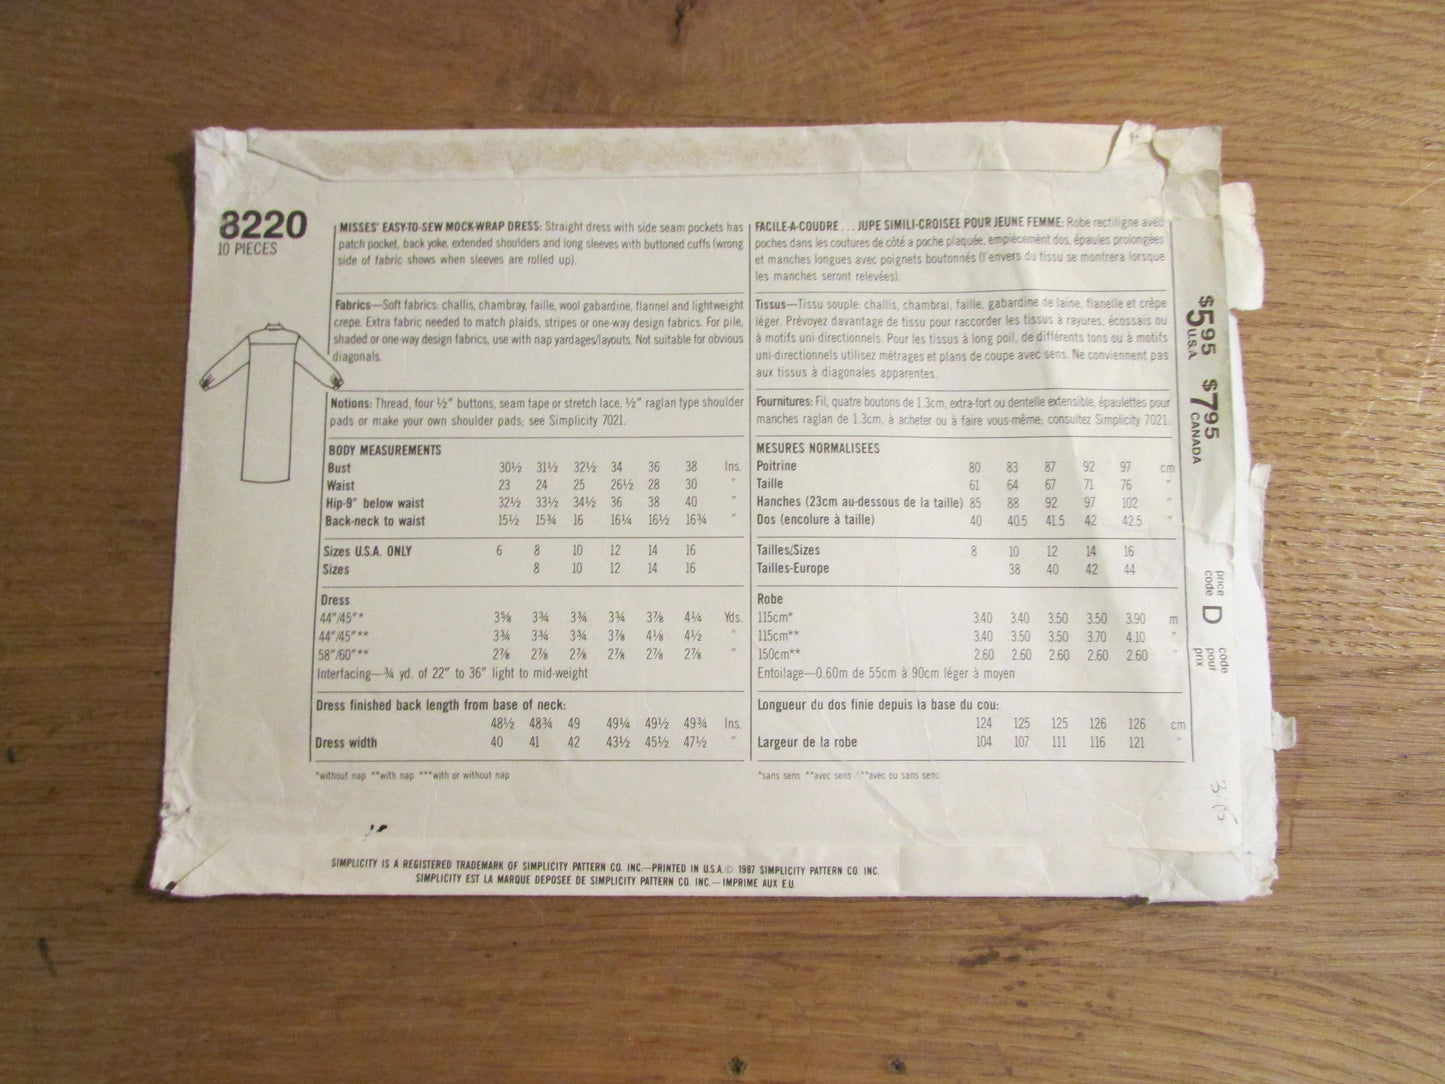 8220
10 PIECES
MISSES' EASY-TO-SEW MOCK-WRAP DRESS: Straight dress with side seam pockets has
patch pocket, back yoke, extended shoulders and long sleeves with buttoned cuffs (wrong
side of fabric shows when sleeves are rolled up).
Fabrics—Soft fabrics: challis, chambray, faille, wool gabardine, flannel and lightweight
crepe. Extra fabric needed to match plaids, stripes or one-way design fabrics. For pile,
shaded or one-way design fabrics, use with nap yardages/layouts. Not suitable for obvious
diagonals.
Notions: Thread, four ½" buttons, seam tape or stretch lace, ½" raglan type shoulder
pads or make your own shoulder pads; see Simplicity 7021.
BODY MEASUREMENTS
Bust 30½ 31½ 32½ 34 36 38 Ins.
Waist 23 24 25 26½ 28 30 "
Hip-9" below waist 32½ 33½ 34½ 36 38 40 "
Back-neck to waist 15½ 15¾ 16 16¼ 16½ 16¾ "
Sizes U.S.A. ONLY 6 8 10 12 14 16
Sizes 8 10 12 14 16
Dress
44"/45"* 3⅝ 3¾ 3¾ 3¾ 3⅞ 4¼ Yds.
44"/45"** 3¾ 3¾ 3¾ 3⅞ 4⅛ 4½ "
58"/60"** 2⅞ 2⅞ 2⅞ 2⅞ 2⅞ 2⅞ "
Interfacing—¾ yd. of 22" to 36" light to mid-weight
Dress finished back length from base of neck:
48½ 48¾ 49 49¼ 49½ 49¾ Ins.
Dress width 40 41 42 43½ 45½ 47½ "
*without nap **with nap ***with or without nap
FACILE-A-COUDRE...JUPE SIMILI-CROISEE POUR JEUNE FEMME: Robe rectiligne avec
poches dans les coutures de côté a poche plaquée, empiècement dos, épaules prolongées
et manches longues avec poignets boutonnés (l'envers du tissu se montrera lorsque
les manches seront relevées).
Tissus—Tissu souple: challis, chambrai, faille, gabardine de laine, flanelle et crêpe
léger. Prévoyez davantage de tissu pour raccorder les tissus à rayures, écossais ou
à motifs uni-directionnels. Pour les tissus à long poil, de différents tons ou à motifs
uni-directionnels utilisez métrages et plans de coupe avec sens. Ne conviennent pas
aux tissus à diagonales apparentes.
Fournitures: Fil, quatre boutons de 1.3cm, extra-fort ou dentelle extensible, épaulettes pour
manches raglan de 1.3cm, à acheter ou à faire vous-même; consultez Simplicity 7021.
MESURES NORMALISEES
Poitrine 80 83 87 92 97 cm
Taille 61 64 67 71 76 "
Hanches (23cm au-dessous de la taille) 85 88 92 97 102 "
Dos (encolure à taille) 40 40.5 41.5 42 42.5 "
Tailles/Sizes 8 10 12 14 16
Tailles-Europe 38 40 42 44
Robe
115cm* 3.40 3.40 3.50 3.50 3.90 m
115cm** 3.40 3.50 3.50 3.70 4.10 "
150cm** 2.60 2.60 2.60 2.60 2.60 "
Entoilage—0.60m de 55cm à 90cm léger à moyen
Longueur du dos finie depuis la base du cou:
124 125 125 126 126 cm
Largeur de la robe 104 107 111 116 121 "
*sans sens **avec sens ***avec ou sans sens
$5.95
U.S.A.
$7.95
CANADA
price
code
D
code
pour
prix
SIMPLICITY IS A REGISTERED TRADEMARK OF SIMPLICITY PATTERN CO. INC.—PRINTED IN U.S.A.© 1987 SIMPLICITY PATTERN CO. INC.
SIMPLICITY EST LA MARQUE DEPOSEE DE SIMPLICITY PATTERN CO. INC.— IMPRIME AUX E.U.